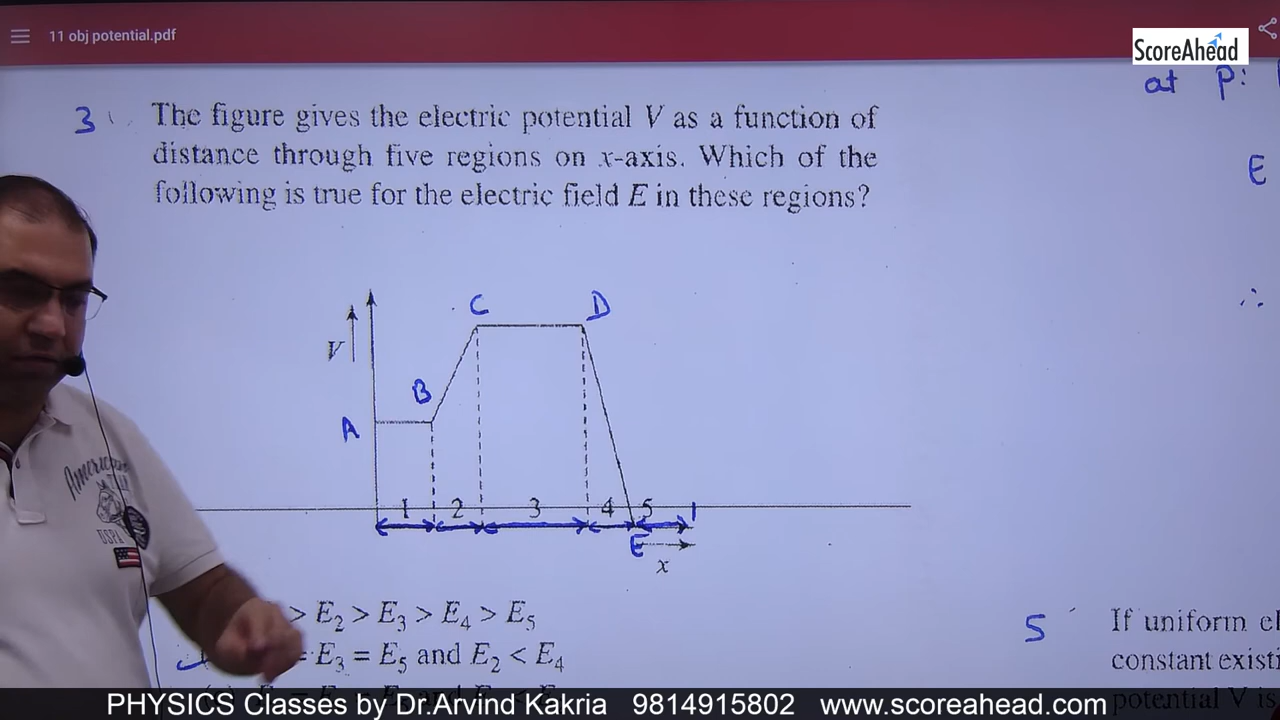 11 obj potential.pdf
ScoreAhead
at P:
3
The figure gives the electric potential V as a function of
distance through five regions on x-axis. Which of the
following is true for the electric field E in these regions?
E
∴
C D
V
B
A
1 2 3 4 5
E
x
> E₂ > E₃ > E₄ > E₅
E₃ = E₅ and E₂ < E₄
5
If uniform el
constant existi
potential V is
PHYSICS Classes by Dr.Arvind Kakria 9814915802 www.scoreahead.com